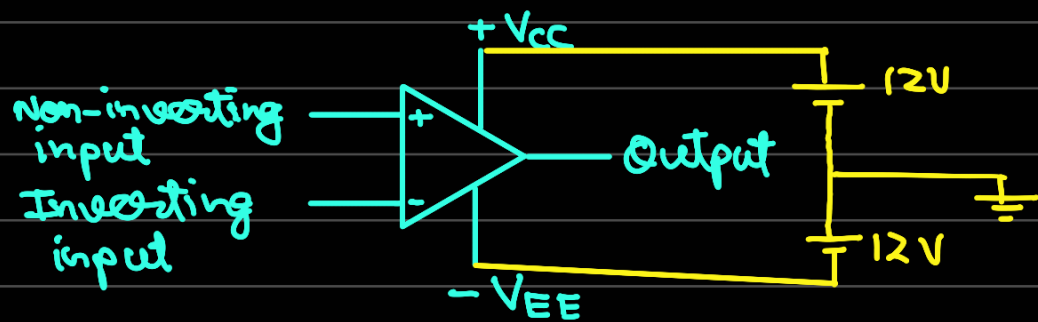 + VCC
12V
Non-inverting
input
+
Output
Inverting
input
-
12V
- VEE